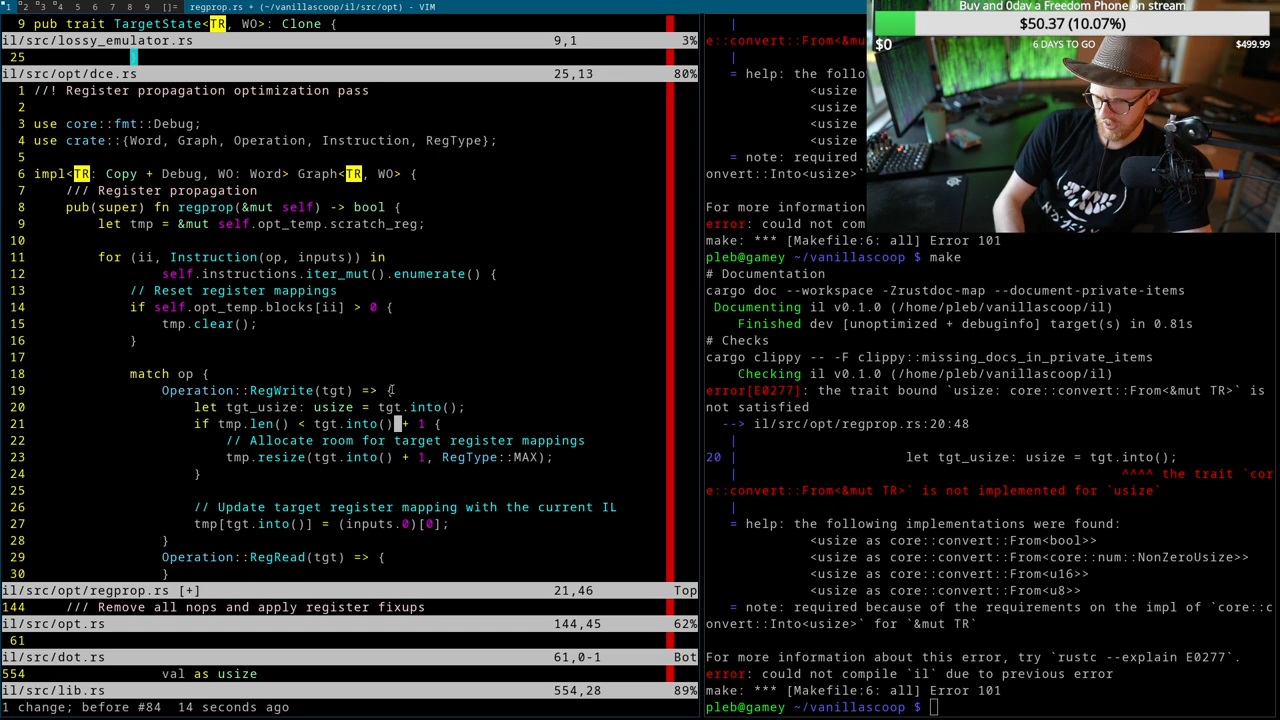 1 2 3 4 5 6 7 8 9 []= regprop.rs + (~/vanillascoop/il/src/opt) - VIM
9 pub trait TargetState<TR, WO>: Clone {
il/src/lossy_emulator.rs 9,1 3%
25 }
il/src/opt/dce.rs 25,13 80%
1 //! Register propagation optimization pass
2
3 use core::fmt::Debug;
4 use crate::{Word, Graph, Operation, Instruction, RegType};
5
6 impl<TR: Copy + Debug, WO: Word> Graph<TR, WO> {
7 /// Register propagation
8 pub(super) fn regprop(&mut self) -> bool {
9 let tmp = &mut self.opt_temp.scratch_reg;
10
11 for (ii, Instruction(op, inputs)) in
12 self.instructions.iter_mut().enumerate() {
13 // Reset register mappings
14 if self.opt_temp.blocks[ii] > 0 {
15 tmp.clear();
16 }
17
18 match op {
19 Operation::RegWrite(tgt) => {
20 let tgt_usize: usize = tgt.into();
21 if tmp.len() < tgt.into() + 1 {
22 // Allocate room for target register mappings
23 tmp.resize(tgt.into() + 1, RegType::MAX);
24 }
25
26 // Update target register mapping with the current IL
27 tmp[tgt.into()] = (inputs.0)[0];
28 }
29 Operation::RegRead(tgt) => {
30 }
il/src/opt/regprop.rs [+] 21,46 Top
144 /// Remove all nops and apply register fixups
il/src/opt.rs 144,45 62%
61
il/src/dot.rs 61,0-1 Bot
554 val as usize
il/src/lib.rs 554,28 89%
1 change; before #84 14 seconds ago
|
e::convert::From<&mu
|
= help: the follo
<usize
<usize
<usize
<usize
= note: required
onvert::Into<usize>`
For more information
error: could not com
make: *** [Makefile:6: all] Error 101
pleb@gamey ~/vanillascoop $ make
# Documentation
cargo doc --workspace -Zrustdoc-map --document-private-items
Documenting il v0.1.0 (/home/pleb/vanillascoop/il)
Finished dev [unoptimized + debuginfo] target(s) in 0.81s
# Checks
cargo clippy -- -F clippy::missing_docs_in_private_items
Checking il v0.1.0 (/home/pleb/vanillascoop/il)
error[E0277]: the trait bound `usize: core::convert::From<&mut TR>` is
not satisfied
--> il/src/opt/regprop.rs:20:48
|
20 | let tgt_usize: usize = tgt.into();
| ^^^^ the trait `cor
e::convert::From<&mut TR>` is not implemented for `usize`
|
= help: the following implementations were found:
<usize as core::convert::From<bool>>
<usize as core::convert::From<core::num::NonZeroUsize>>
<usize as core::convert::From<u16>>
<usize as core::convert::From<u8>>
= note: required because of the requirements on the impl of `core::c
onvert::Into<usize>` for `&mut TR`
For more information about this error, try `rustc --explain E0277`.
error: could not compile `il` due to previous error
make: *** [Makefile:6: all] Error 101
pleb@gamey ~/vanillascoop $
Buy and 0day a Freedom Phone on stream
$50.37 (10.07%)
$0 6 DAYS TO GO $499.99